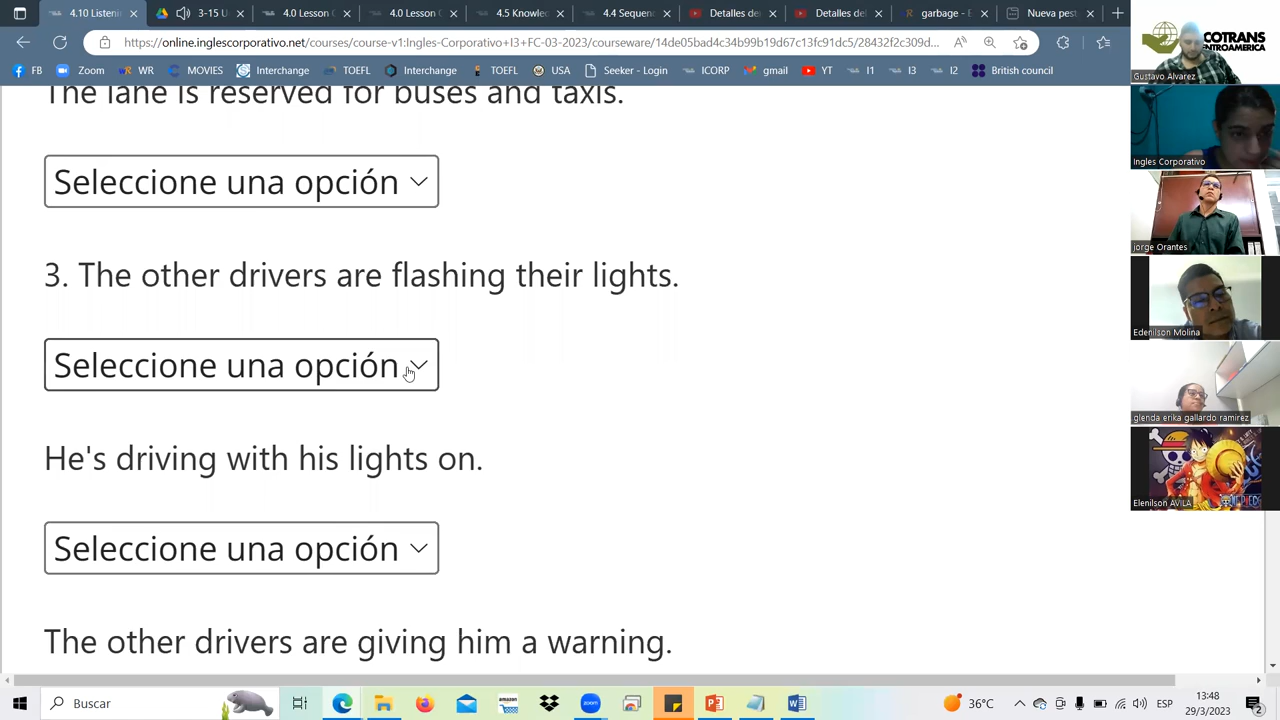 4.10 Listeni
3-15 U
4.0 Lesson C
4.0 Lesson C
4.5 Knowle
4.4 Sequenc
Detalles de
Detalles del
garbage - E
Nueva pest
https://online.inglescorporativo.net/courses/course-v1:Ingles-Corporativo+I3+FC-03-2023/courseware/14de05bad4c34b99b19d67c13fc91dc5/28432f2c309d...
FB
Zoom
WR
MOVIES
Interchange
TOEFL
Interchange
TOEFL
USA
Seeker - Login
ICORP
gmail
YT
I1
I3
I2
British council
The lane is reserved for buses and taxis.
Seleccione una opción
3. The other drivers are flashing their lights.
Seleccione una opción
He's driving with his lights on.
Seleccione una opción
The other drivers are giving him a warning.
COTRANS
ENTROAMERICA
Gustavo Alvarez
Ingles Corporativo
jorge Orantes
Edenilson Molina
glenda erika gallardo ramirez
Elenilson AVILA
Buscar
amazon
zoom
36°C
ESP
13:48
29/3/2023
2